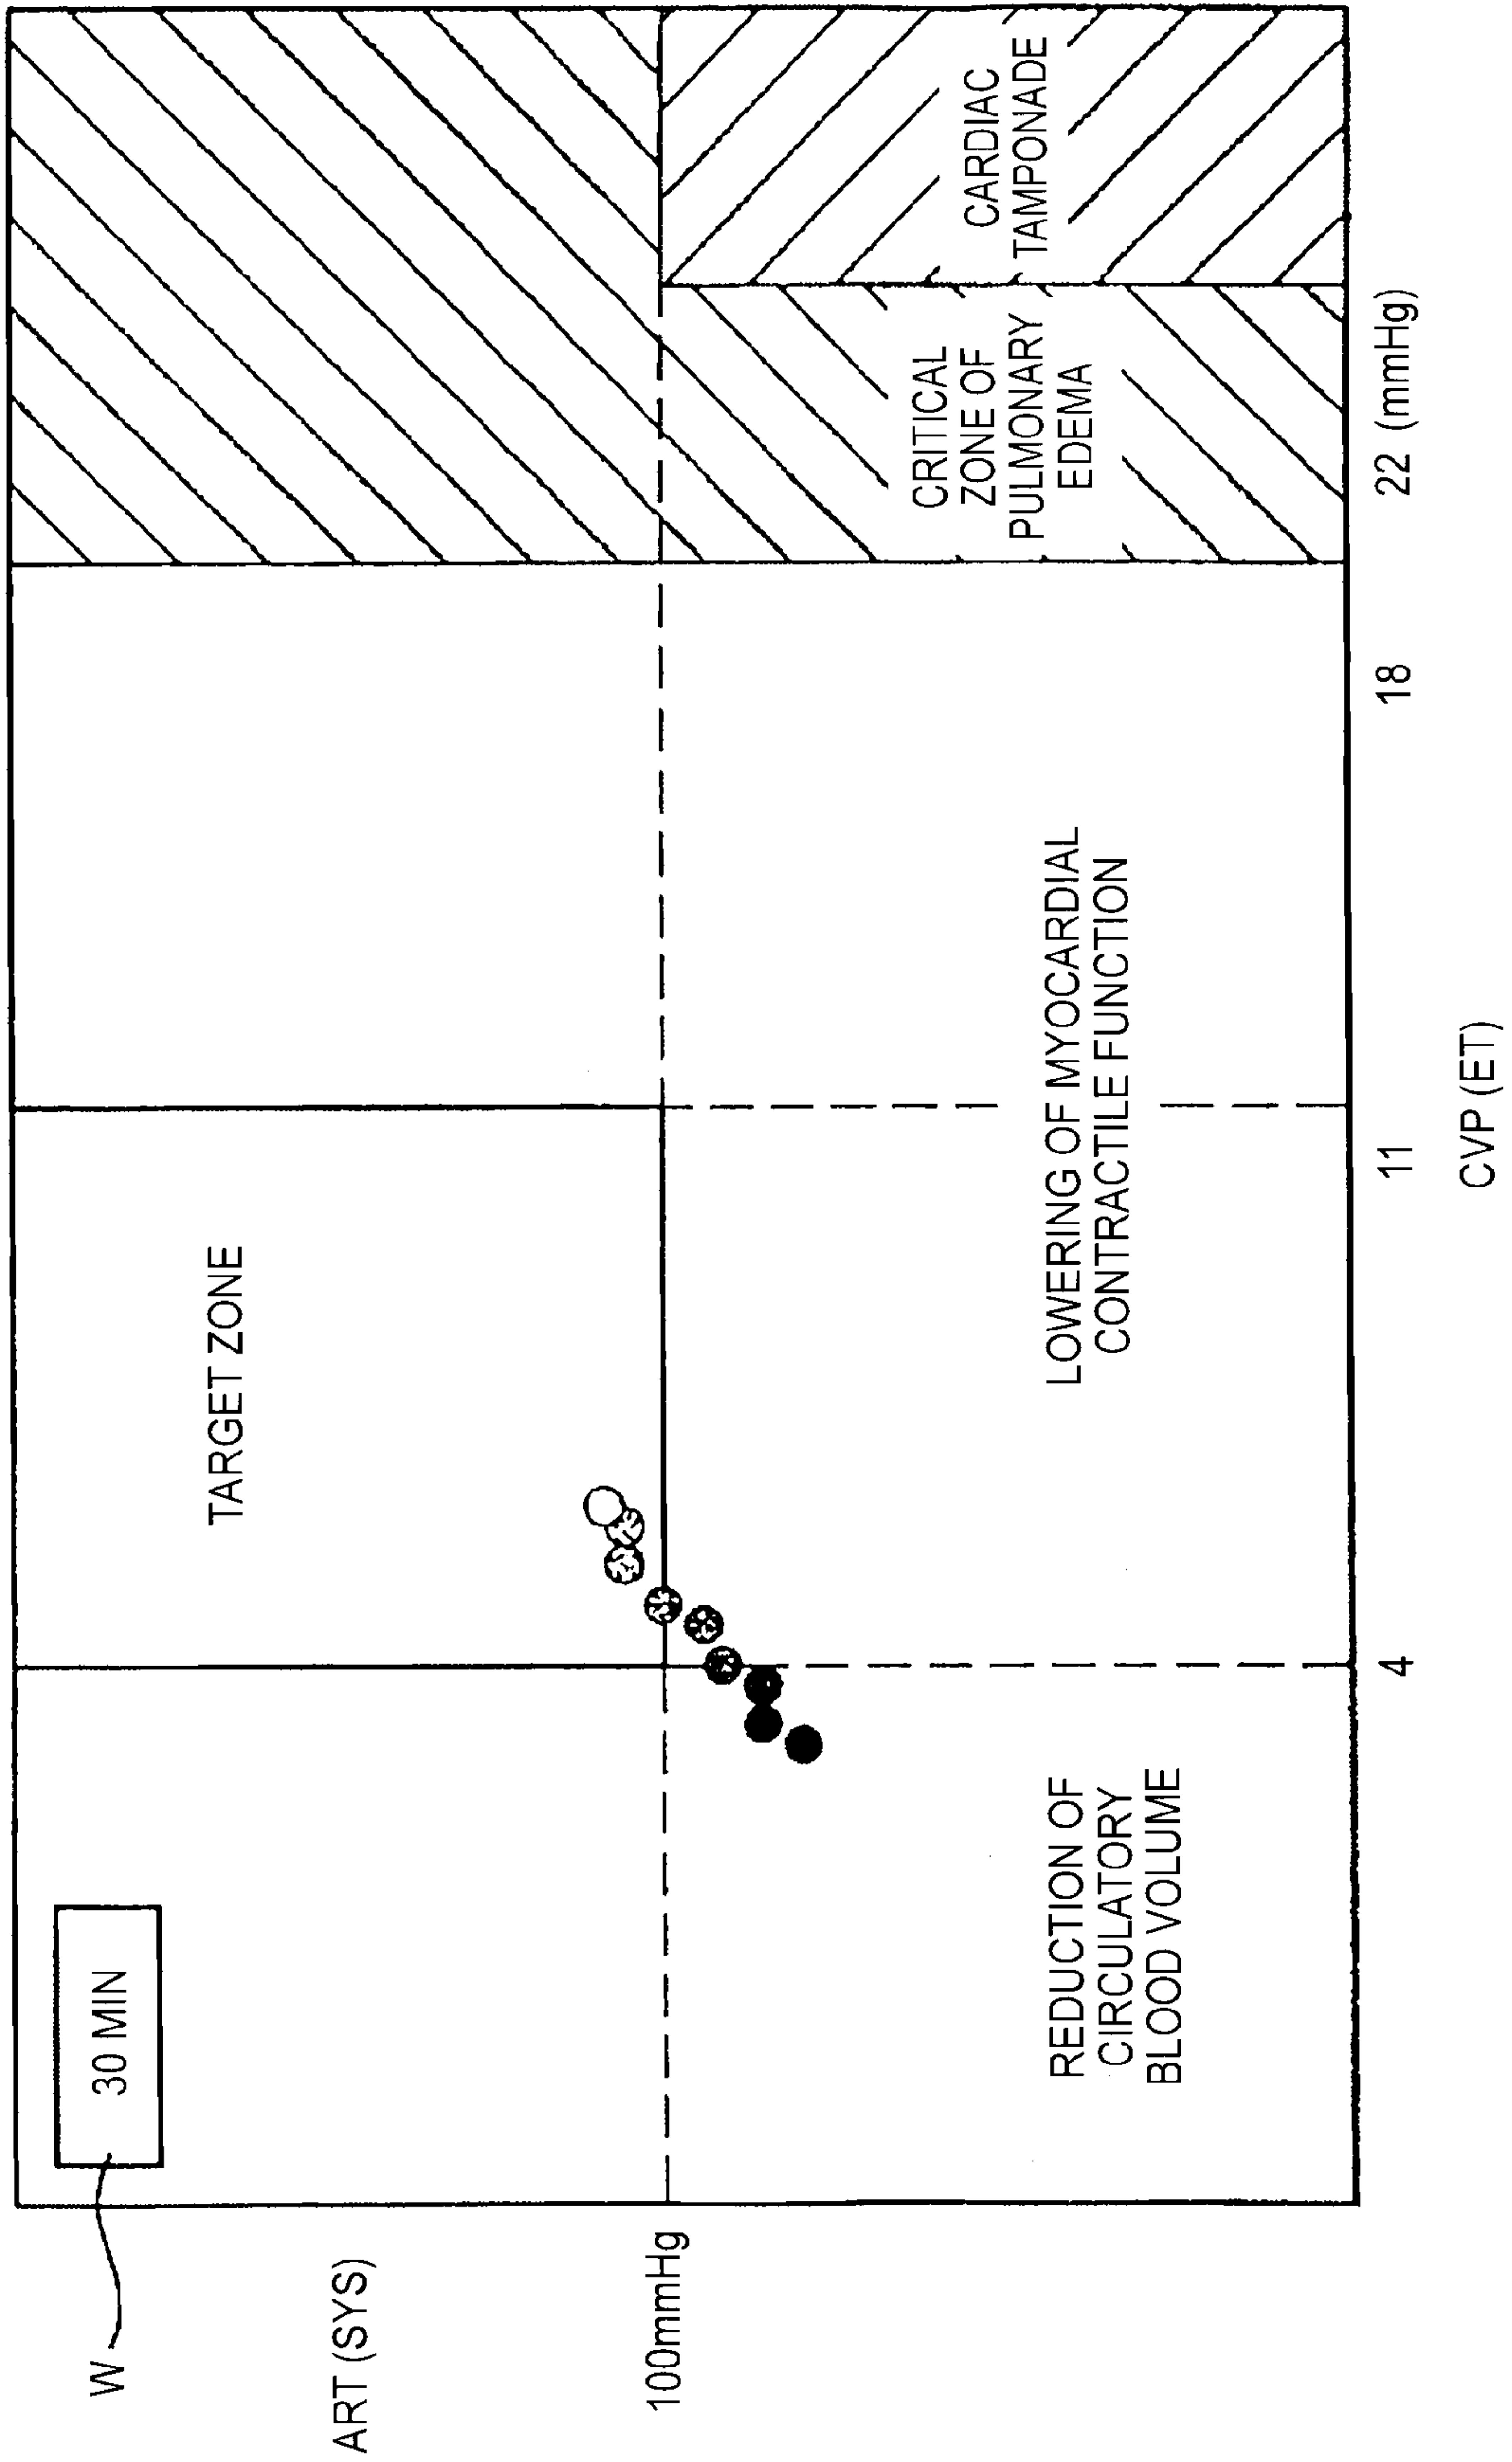 W
30 MIN
TARGET ZONE
ART (SYS)
100mmHg
REDUCTION OF
CIRCULATORY
BLOOD VOLUME
LOWERING OF MYOCARDIAL
CONTRACTILE FUNCTION
CRITICAL
ZONE OF
PULMONARY
EDEMA
CARDIAC
TAMPONADE
4
11
18
22 (mmHg)
CVP (ET)